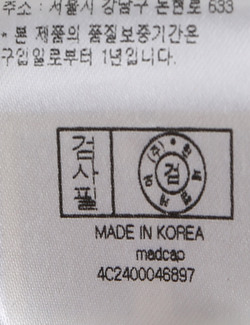 주소 : 서울시 강남구 논현로 633
* 본 제품의 품질보증기간은
구입일로부터 1년입니다.
검사필
(주) 한
검
MADE IN KOREA
madcap
4C2400046897